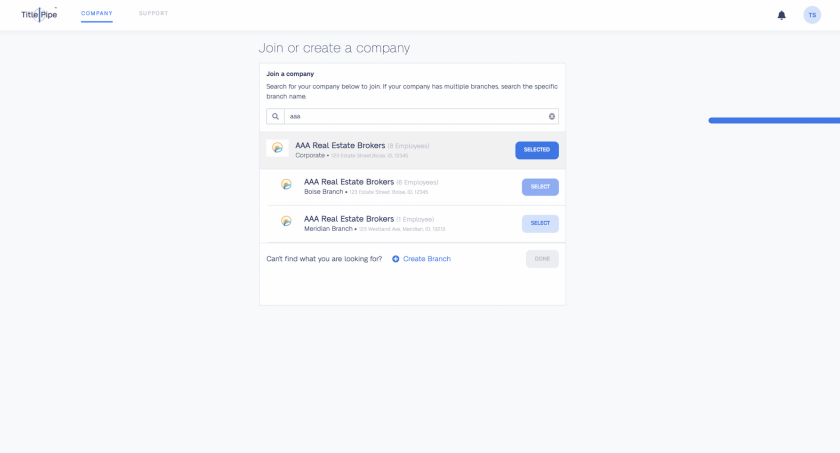 Title Pipe
COMPANY
SUPPORT
TS
Join or create a company
Join a company
Search for your company below to join. If your company has multiple branches, search the specific
branch name.
aaa
AAA Real Estate Brokers (8 Employees)
Corporate • 123 Estate Street, Boise, ID, 12345
SELECTED
AAA Real Estate Brokers (6 Employees)
Boise Branch • 123 Estate Street, Boise, ID, 12345
SELECT
AAA Real Estate Brokers (1 Employee)
Meridian Branch • 123 Westland Ave, Meridian, ID, 13213
SELECT
Can't find what you are looking for?
Create Branch
DONE